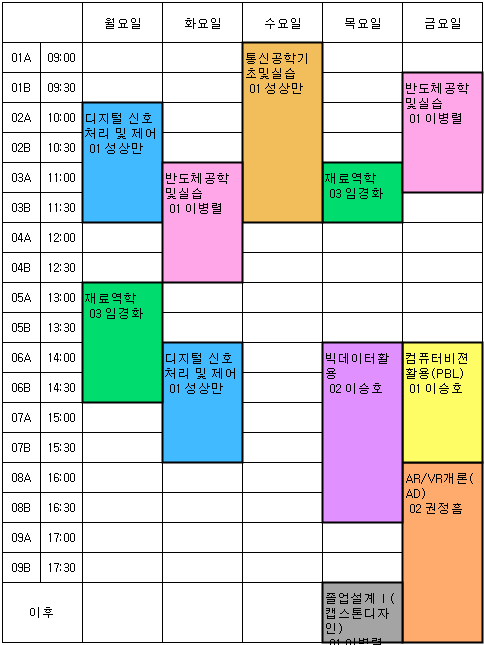 월요일 화요일 수요일 목요일 금요일
01A 09:00
통신공학기
초및실습
01 성상만
01B 09:30
반도체공학
및실습
01 이병렬
02A 10:00
디지털 신호
처리 및 제어
01 성상만
02B 10:30
03A 11:00
반도체공학
및실습
01 이병렬
재료역학
03 임경화
03B 11:30
04A 12:00
04B 12:30
05A 13:00
재료역학
03 임경화
05B 13:30
06A 14:00
디지털 신호
처리 및 제어
01 성상만
빅데이터활
용
02 이승호
컴퓨터비젼
활용(PBL)
01 이승호
06B 14:30
07A 15:00
07B 15:30
08A 16:00
AR/VR개론(
AD)
02 권정흠
08B 16:30
09A 17:00
09B 17:30
이후
졸업설계Ⅰ(
캡스톤디자
인)
01 이병렬